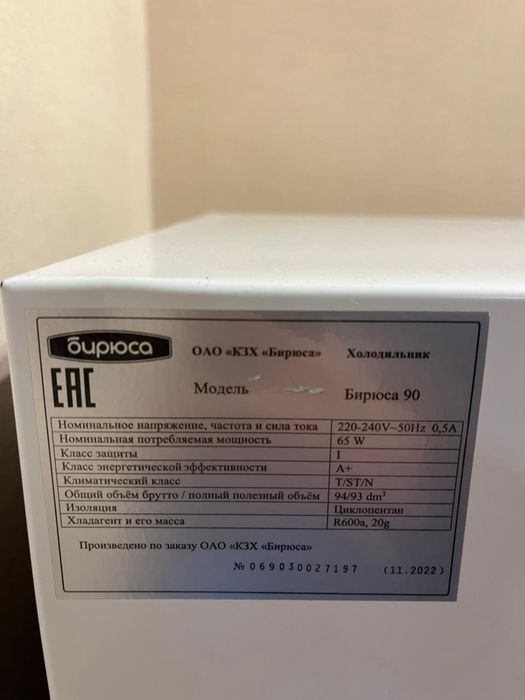 бирюса ОАО «КЗХ «Бирюса» Холодильник
EAC Модель Бирюса 90
Номинальное напряжение, частота и сила тока 220-240V~50Hz 0,5A
Номинальная потребляемая мощность 65 W
Класс защиты I
Класс энергетической эффективности A+
Климатический класс T/ST/N
Общий объём брутто / полный полезный объём 94/93 dm³
Изоляция Циклопентан
Хладагент и его масса R600a, 20g
Произведено по заказу ОАО «КЗХ «Бирюса»
№ 069030027197 (11.2022)